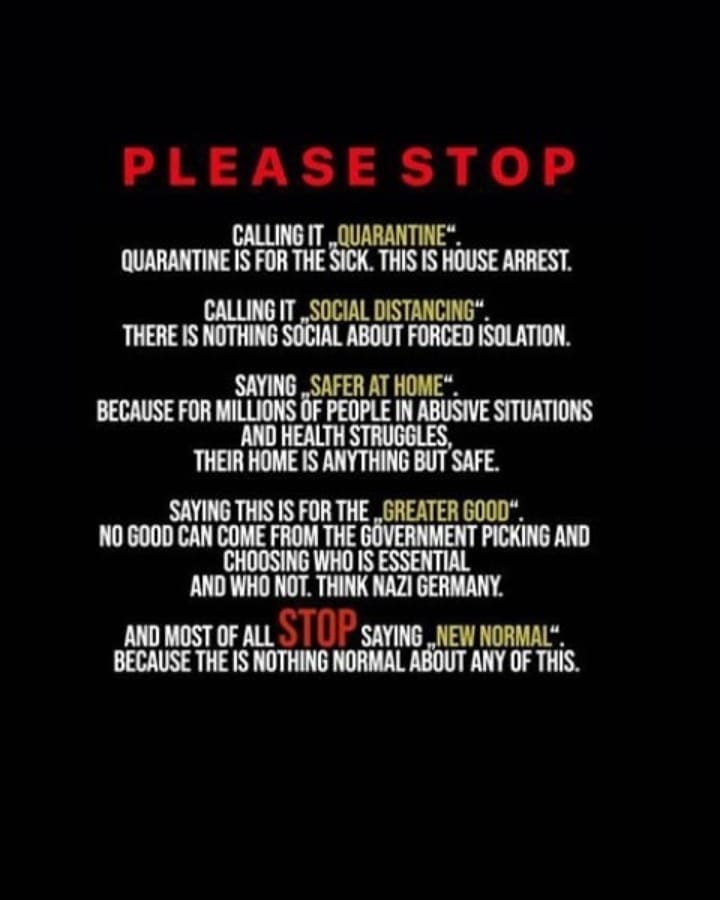 PLEASE STOP
CALLING IT „QUARANTINE“.
QUARANTINE IS FOR THE SICK. THIS IS HOUSE ARREST.
CALLING IT „SOCIAL DISTANCING“.
THERE IS NOTHING SOCIAL ABOUT FORCED ISOLATION.
SAYING „SAFER AT HOME“.
BECAUSE FOR MILLIONS OF PEOPLE IN ABUSIVE SITUATIONS
AND HEALTH STRUGGLES,
THEIR HOME IS ANYTHING BUT SAFE.
SAYING THIS IS FOR THE „GREATER GOOD“.
NO GOOD CAN COME FROM THE GOVERNMENT PICKING AND
CHOOSING WHO IS ESSENTIAL
AND WHO NOT. THINK NAZI GERMANY.
AND MOST OF ALL STOP SAYING „NEW NORMAL“.
BECAUSE THE IS NOTHING NORMAL ABOUT ANY OF THIS.